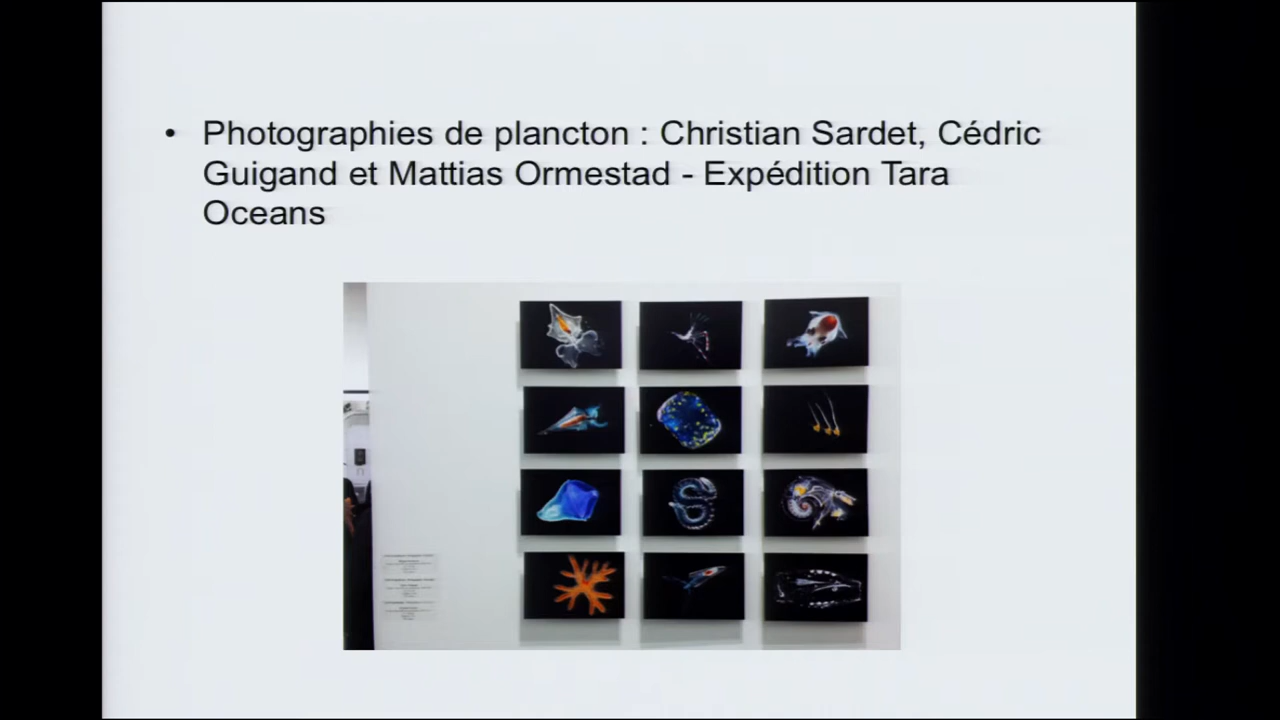 • Photographies de plancton : Christian Sardet, Cédric
Guigand et Mattias Ormestad - Expédition Tara
Oceans